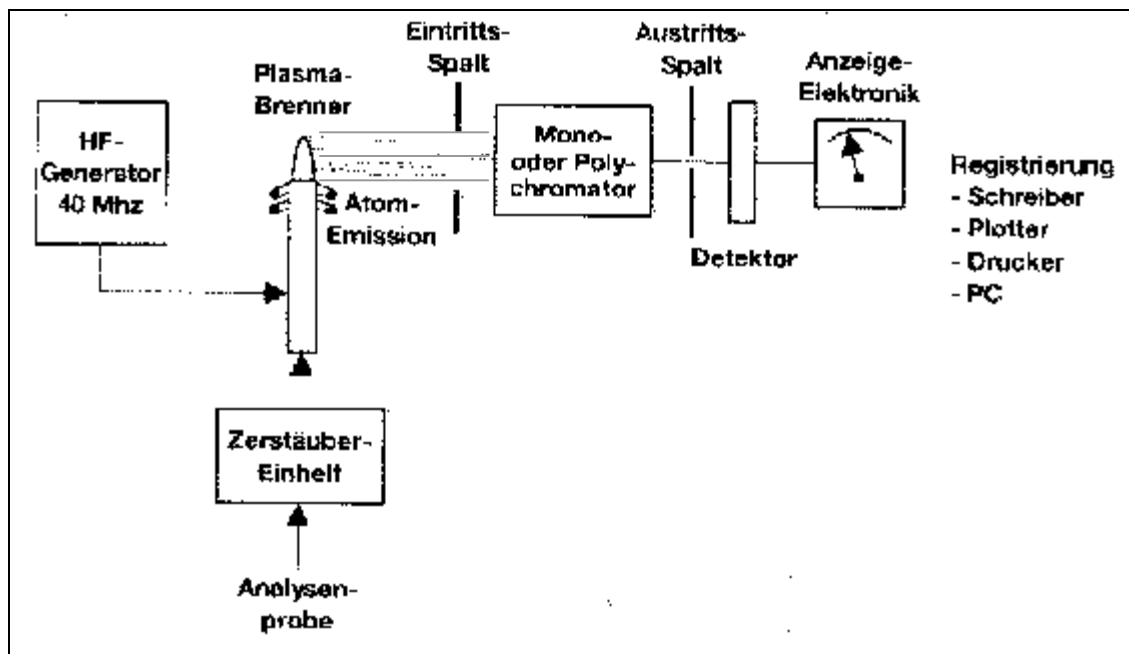 HF-
Generator
40 Mhz
Plasma-
Brenner
Eintritts-
Spalt
Atom-
Emission
Mono-
oder Poly-
chromator
Austritts-
Spalt
Detektor
Anzeige-
Elektronik
Registrierung
- Schreiber
- Plotter
- Drucker
- PC
Zerstäuber-
Einheit
Analysen-
probe